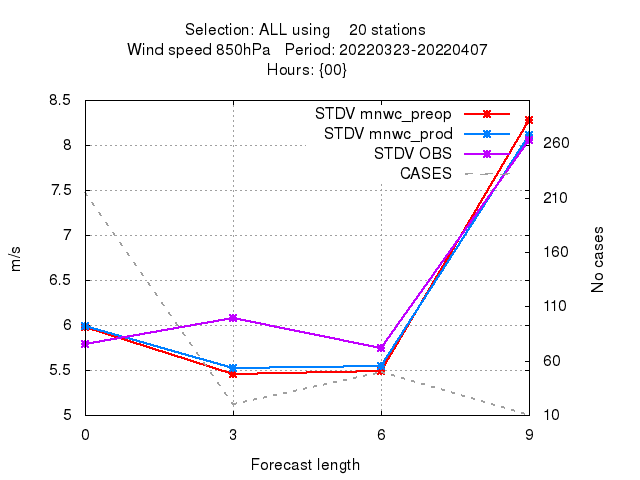 Selection: ALL using 20 stations
Wind speed 850hPa Period: 20220323-20220407
Hours: {00}
STDV mnwc_preop
STDV mnwc_prod
STDV OBS
CASES
8.5
8
7.5
7
6.5
6
5.5
5
m/s
260
210
160
110
60
10
No cases
0 3 6 9
Forecast length